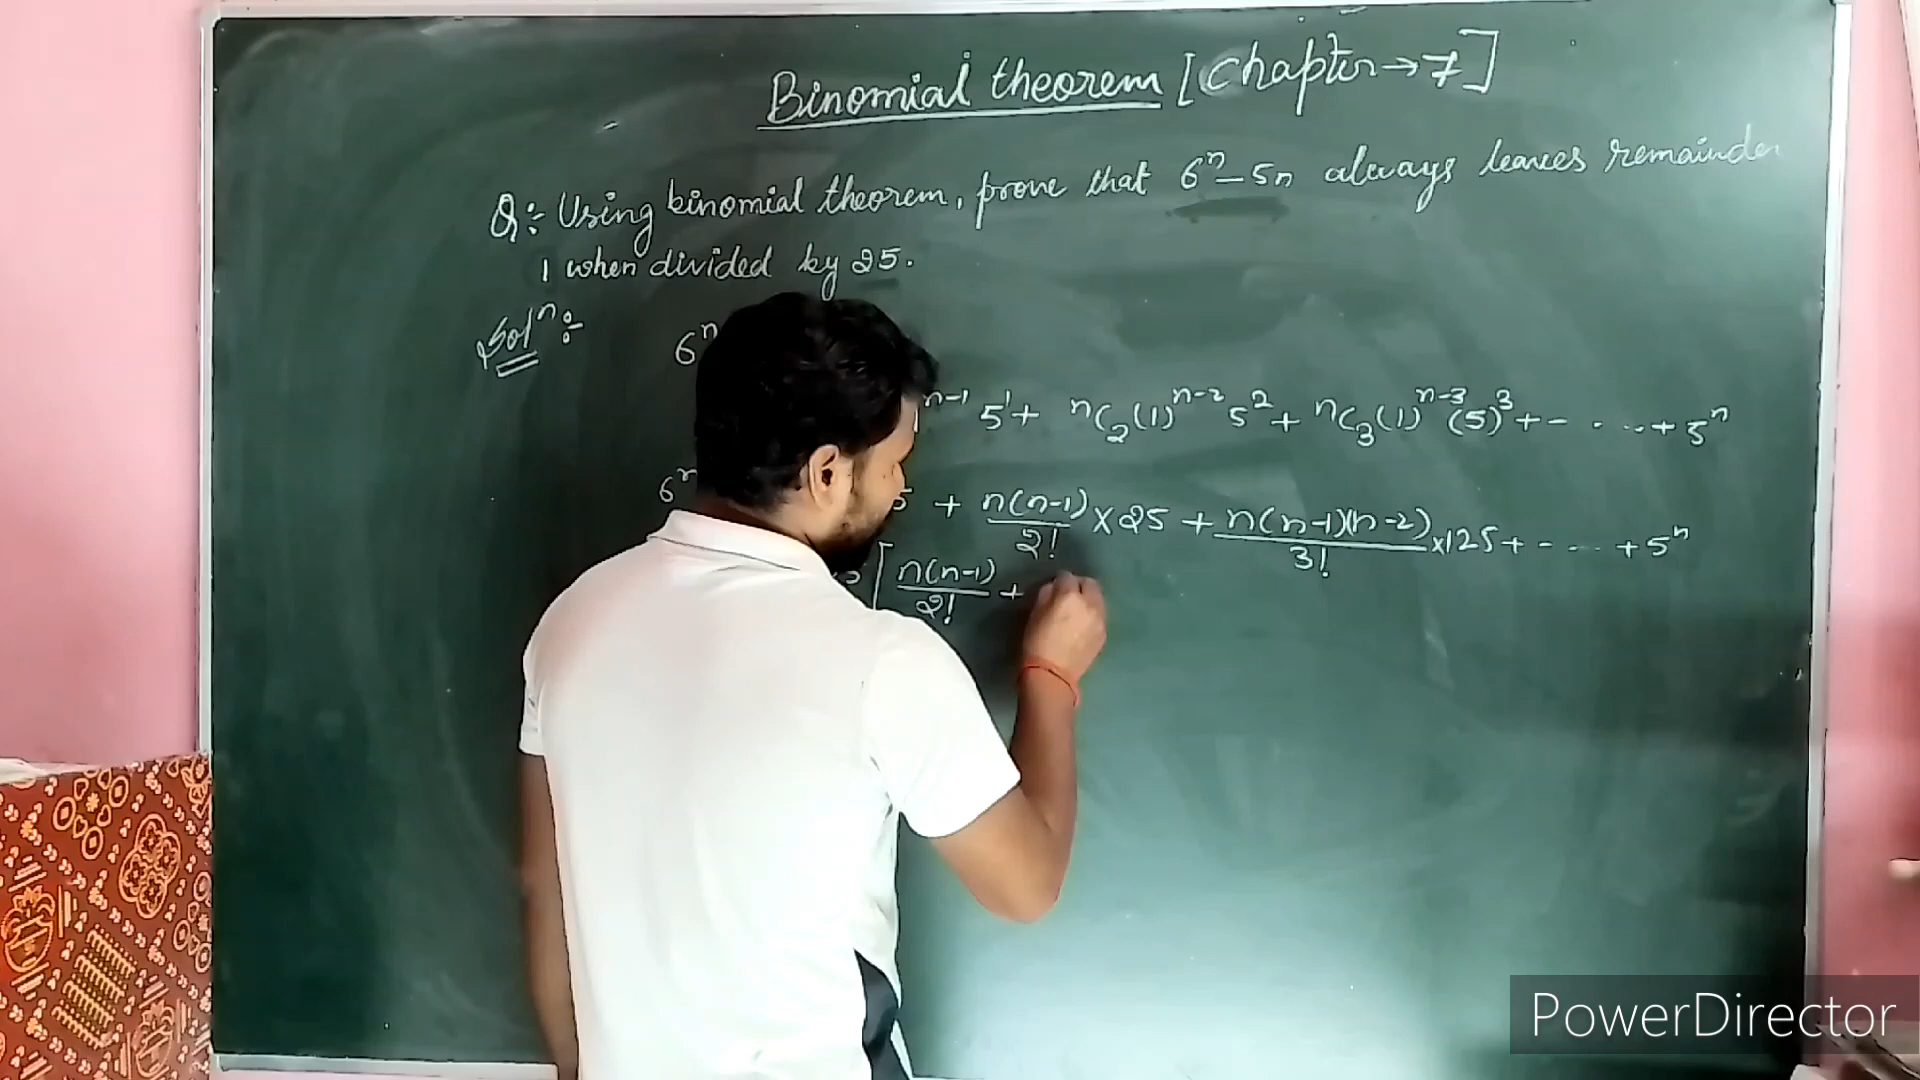 Binomial theorem [Chapter→7]
Q:- Using binomial theorem, prove that 6ⁿ-5n always leaves remainder
1 when divided by 25.
Solⁿ:- 6ⁿ
ⁿ⁻¹ 5¹ + ⁿC₂(1)ⁿ⁻² 5² + ⁿC₃(1)ⁿ⁻³(5)³ + - . . .. + 5ⁿ
6ⁿ 5 + n(n-1)/2! × 25 + n(n-1)(n-2)/3! ×125 + - - .. + 5ⁿ
[ n(n-1)/2! +
PowerDirector